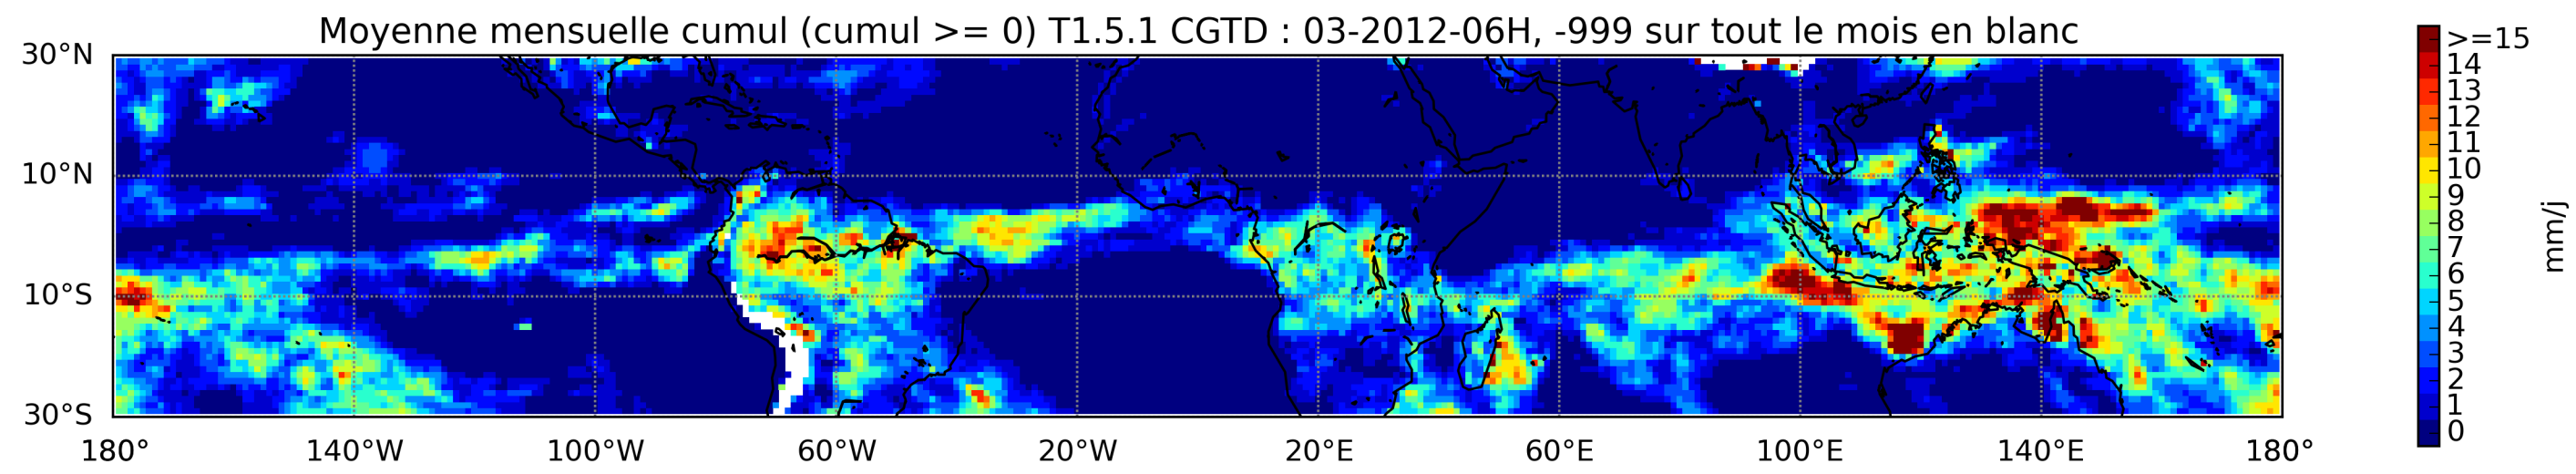 Moyenne mensuelle cumul (cumul >= 0) T1.5.1 CGTD : 03-2012-06H, -999 sur tout le mois en blanc
30°N
10°N
10°S
30°S
180°
140°W
100°W
60°W
20°W
20°E
60°E
100°E
140°E
180°
>=15
14
13
12
11
10
9
8
7
6
5
4
3
2
1
0
mm/j